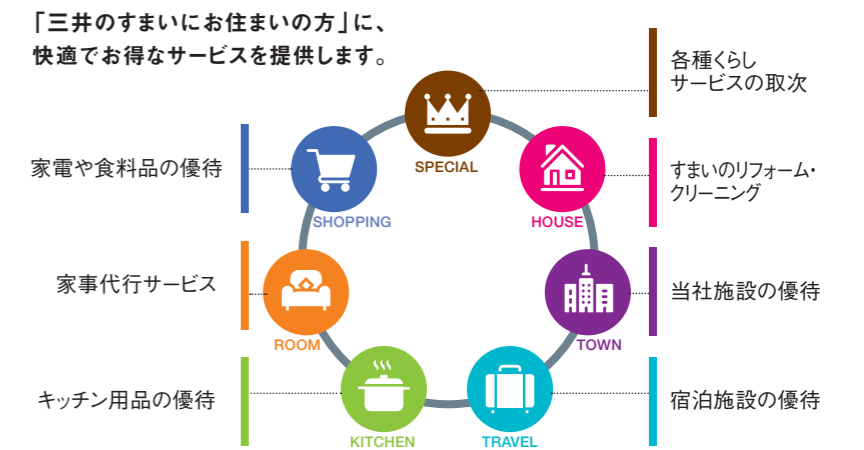 「三井のすまいにお住まいの方」に、
快適でお得なサービスを提供します。
各種くらし
サービスの取次
SPECIAL
家電や食料品の優待
SHOPPING
すまいのリフォーム・
クリーニング
HOUSE
家事代行サービス
ROOM
当社施設の優待
TOWN
キッチン用品の優待
KITCHEN
宿泊施設の優待
TRAVEL